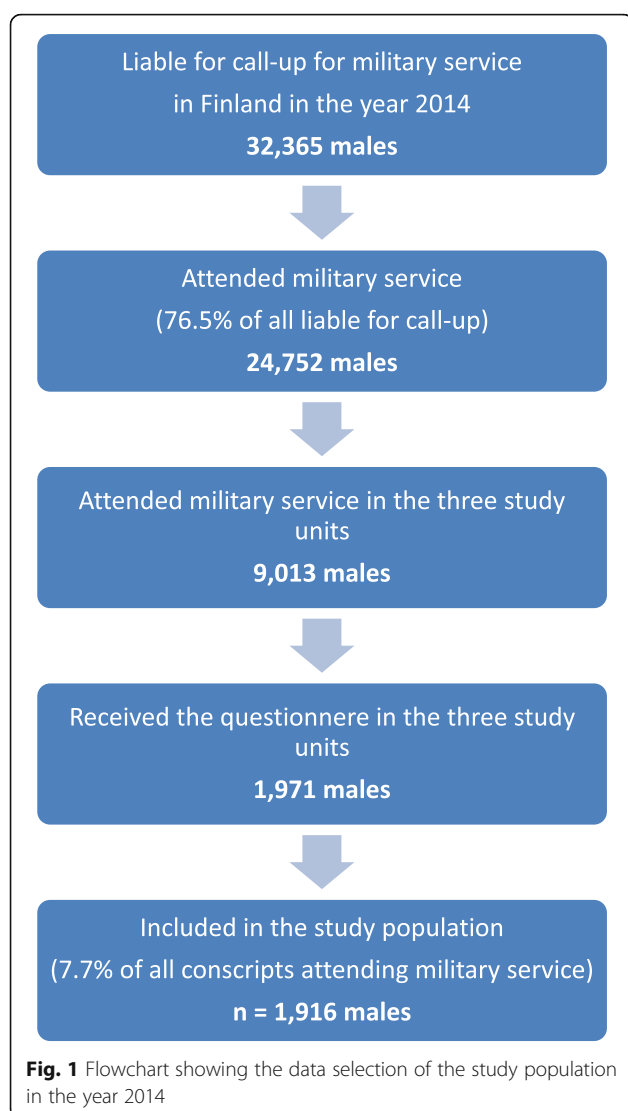 Liable for call-up for military service
in Finland in the year 2014
32,365 males
Attended military service
(76.5% of all liable for call-up)
24,752 males
Attended military service in the three study
units
9,013 males
Received the questionnere in the three study
units
1,971 males
Included in the study population
(7.7% of all conscripts attending military service)
n = 1,916 males
Fig. 1 Flowchart showing the data selection of the study population
in the year 2014